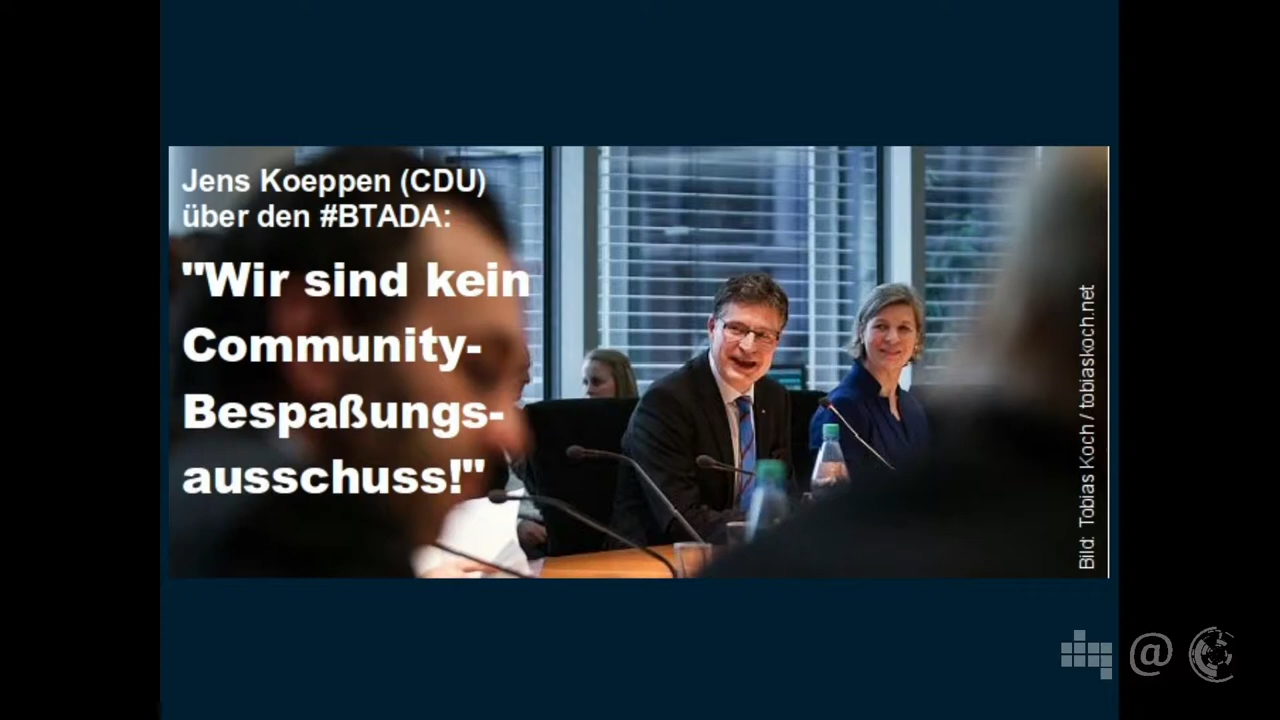 Jens Koeppen (CDU)
über den #BTADA:
"Wir sind kein
Community-
Bespaßungs-
ausschuss!"
Bild: Tobias Koch / tobiaskoch.net
@